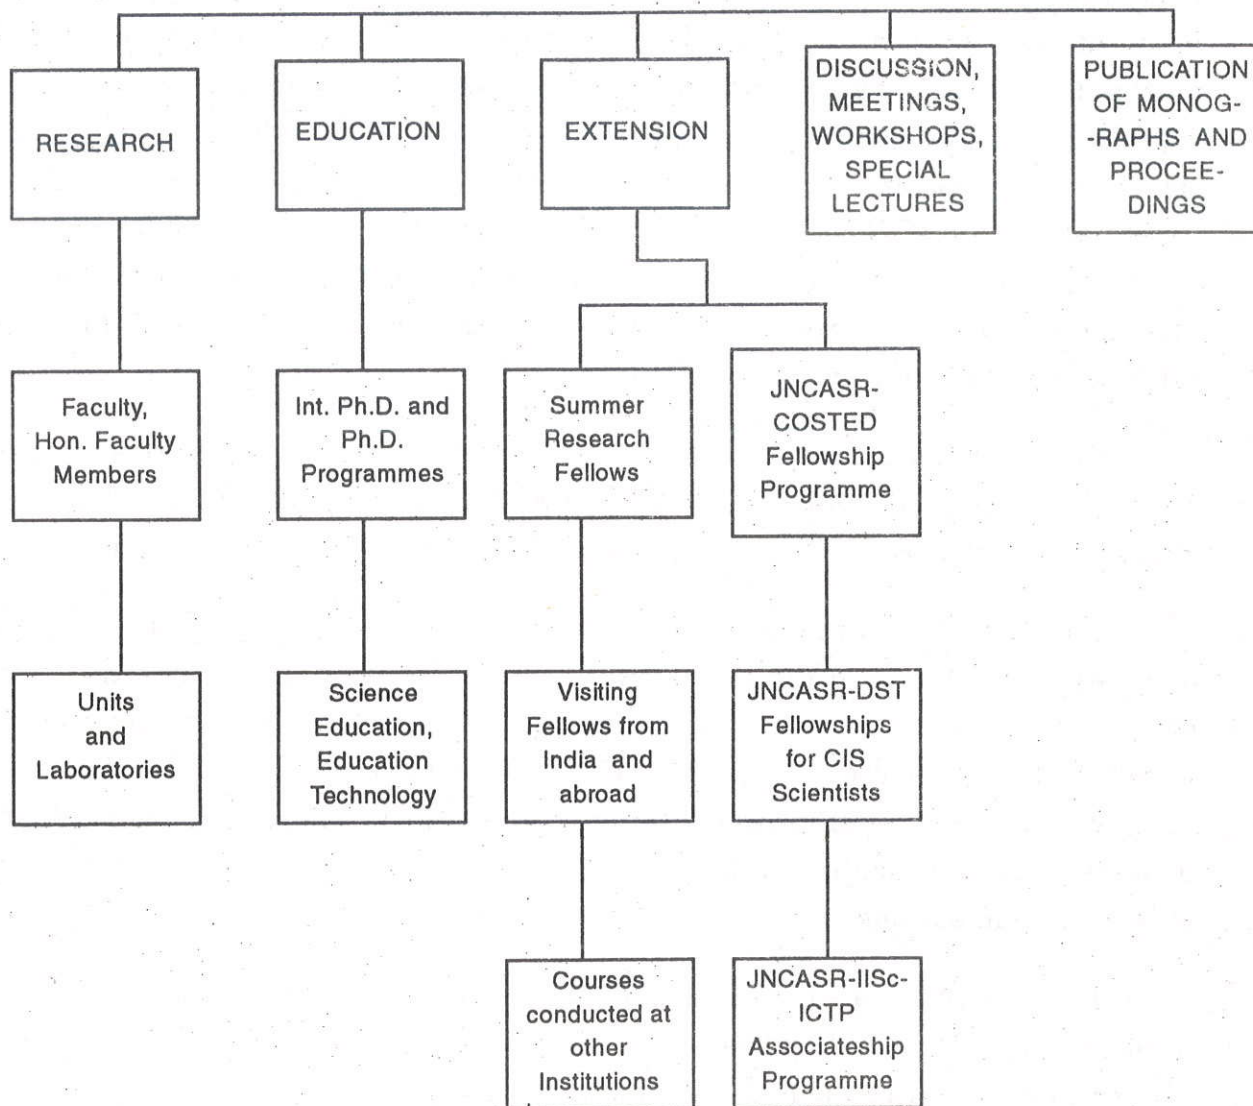 RESEARCH
EDUCATION
EXTENSION
DISCUSSION,
MEETINGS,
WORKSHOPS,
SPECIAL
LECTURES
PUBLICATION
OF MONOG-
-RAPHS AND
PROCEE-
DINGS
Faculty,
Hon. Faculty
Members
Int. Ph.D. and
Ph.D.
Programmes
Summer
Research
Fellows
JNCASR-
COSTED
Fellowship
Programme
Units
and
Laboratories
Science
Education,
Education
Technology
Visiting
Fellows from
India and
abroad
JNCASR-DST
Fellowships
for CIS
Scientists
Courses
conducted at
other
Institutions
JNCASR-IISc-
ICTP
Associateship
Programme